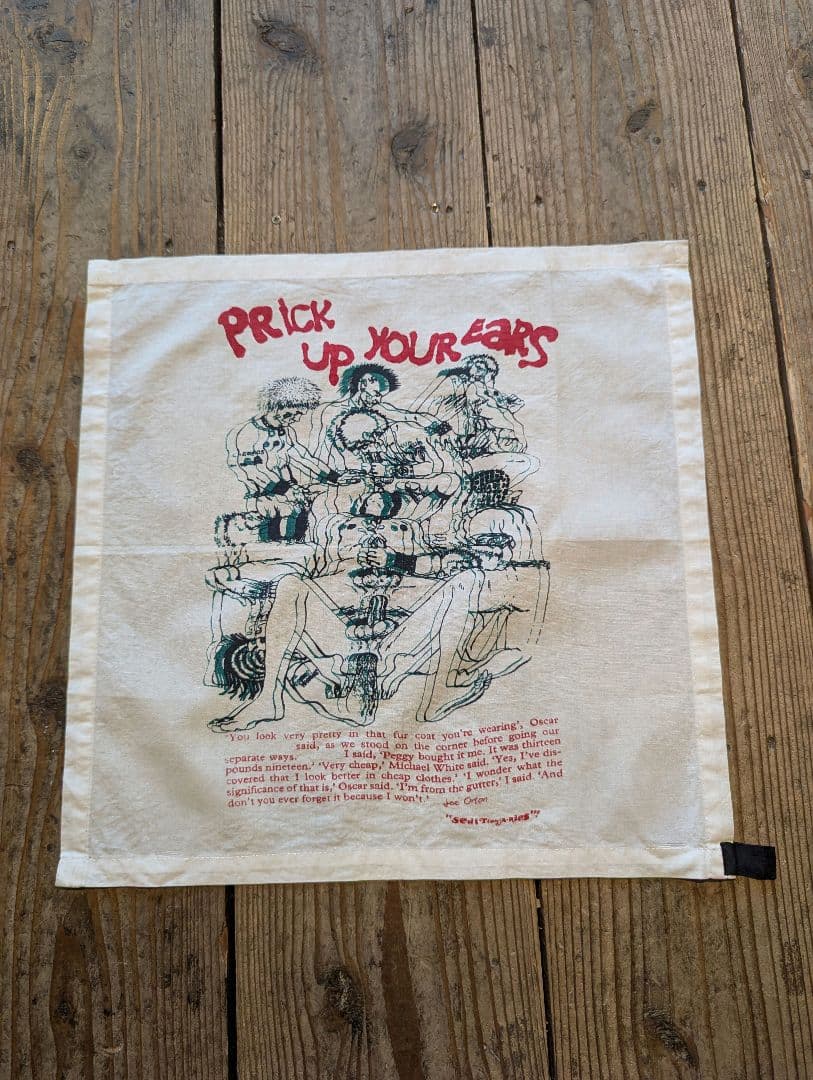 PRICK
UP YOUR EARS
'You look very pretty in that fur coat you're wearing', Oscar
said, as we stood on the corner before going our
separate ways. I said, 'Peggy bought it me. It was thirteen
pounds nineteen.' 'Very cheap,' Michael White said. 'Yes, I've dis-
covered that I look better in cheap clothes.' 'I wonder what the
significance of that is,' Oscar said. 'I'm from the gutter,' I said. 'And
don't you ever forget it because I won't.' Joe Orton